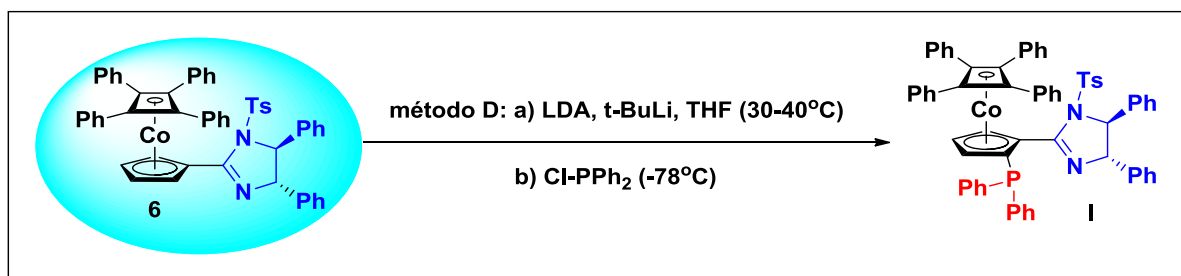 Ph
Ph
Ph
Ph
Ts
Co
N
Ph
N
Ph
6
método D: a) LDA, t-BuLi, THF (30-40°C)
b) Cl-PPh₂ (-78°C)
Ph
Ph
Ph
Ph
Ts
Co
N
Ph
N
Ph
P
Ph
Ph
I